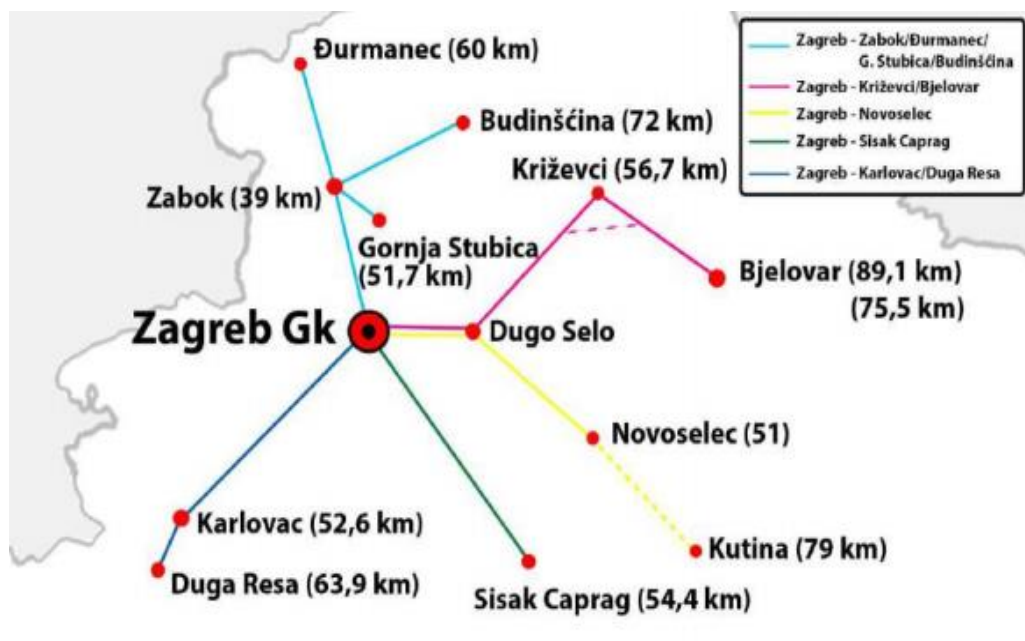 Đurmanec (60 km)
Zagreb - Zabok/Đurmanec/
G. Stubica/Budinšćina
Zagreb - Križevci/Bjelovar
Zagreb - Novoselec
Zagreb - Sisak Caprag
Zagreb - Karlovac/Duga Resa
Budinšćina (72 km)
Križevci (56,7 km)
Zabok (39 km)
Gornja Stubica
(51,7 km)
Bjelovar (89,1 km)
(75,5 km)
Zagreb Gk
Dugo Selo
Novoselec (51)
Karlovac (52,6 km)
Kutina (79 km)
Duga Resa (63,9 km)
Sisak Caprag (54,4 km)